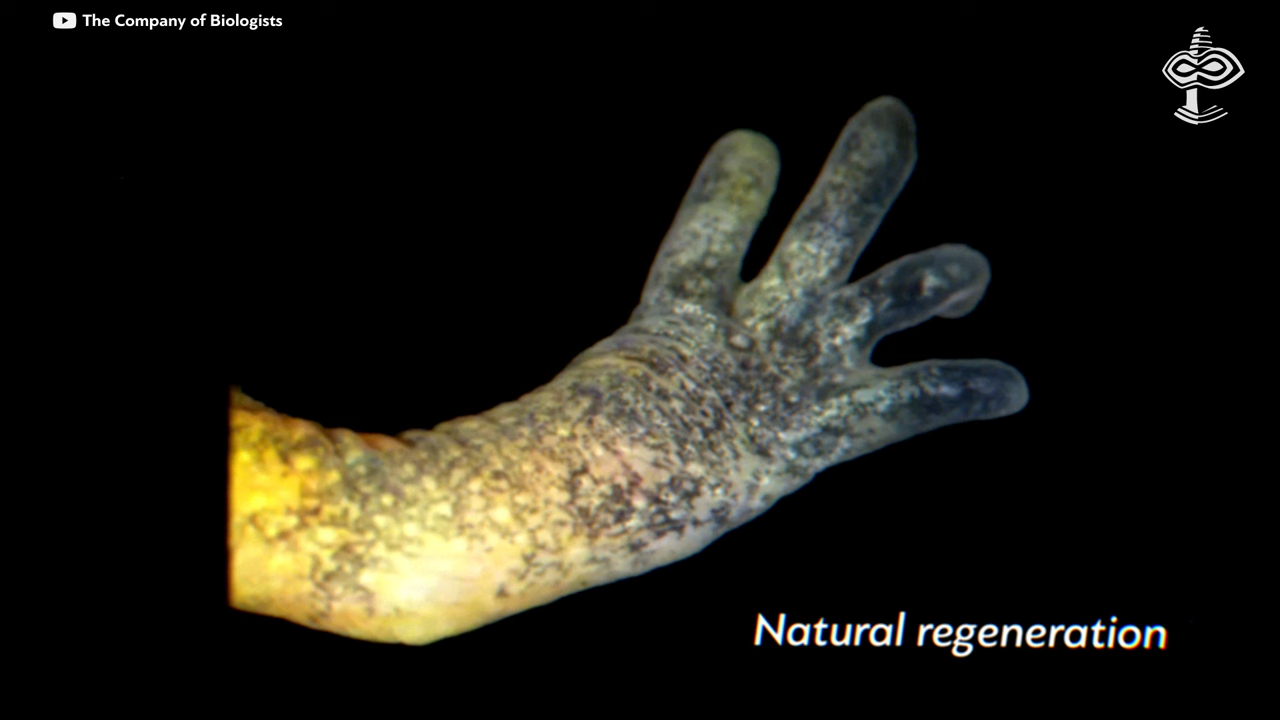 The Company of Biologists
Natural regeneration